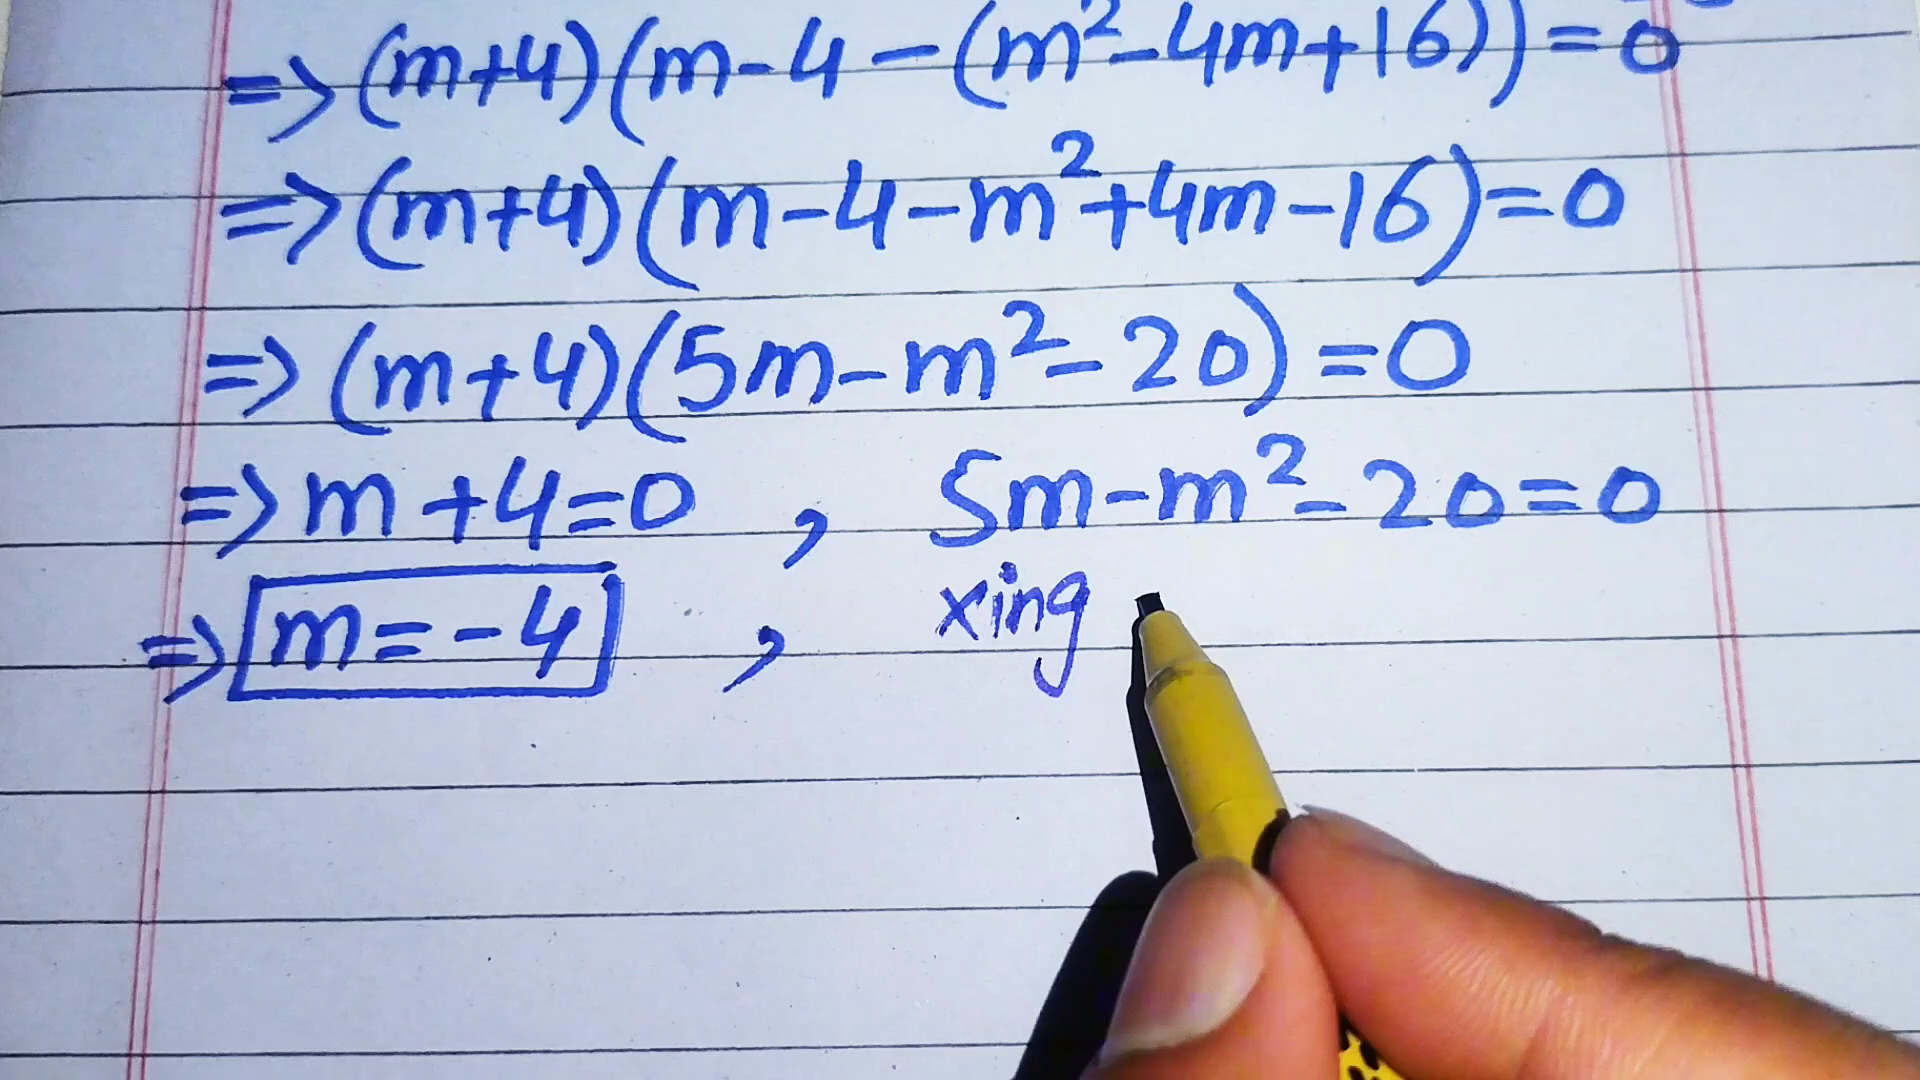 => (m+4)(m-4-(m²-4m+16))=0
=> (m+4)(m-4-m²+4m-16)=0
=> (m+4)(5m-m²-20)=0
=> m+4=0 , 5m-m²-20=0
=> m=-4 , xing